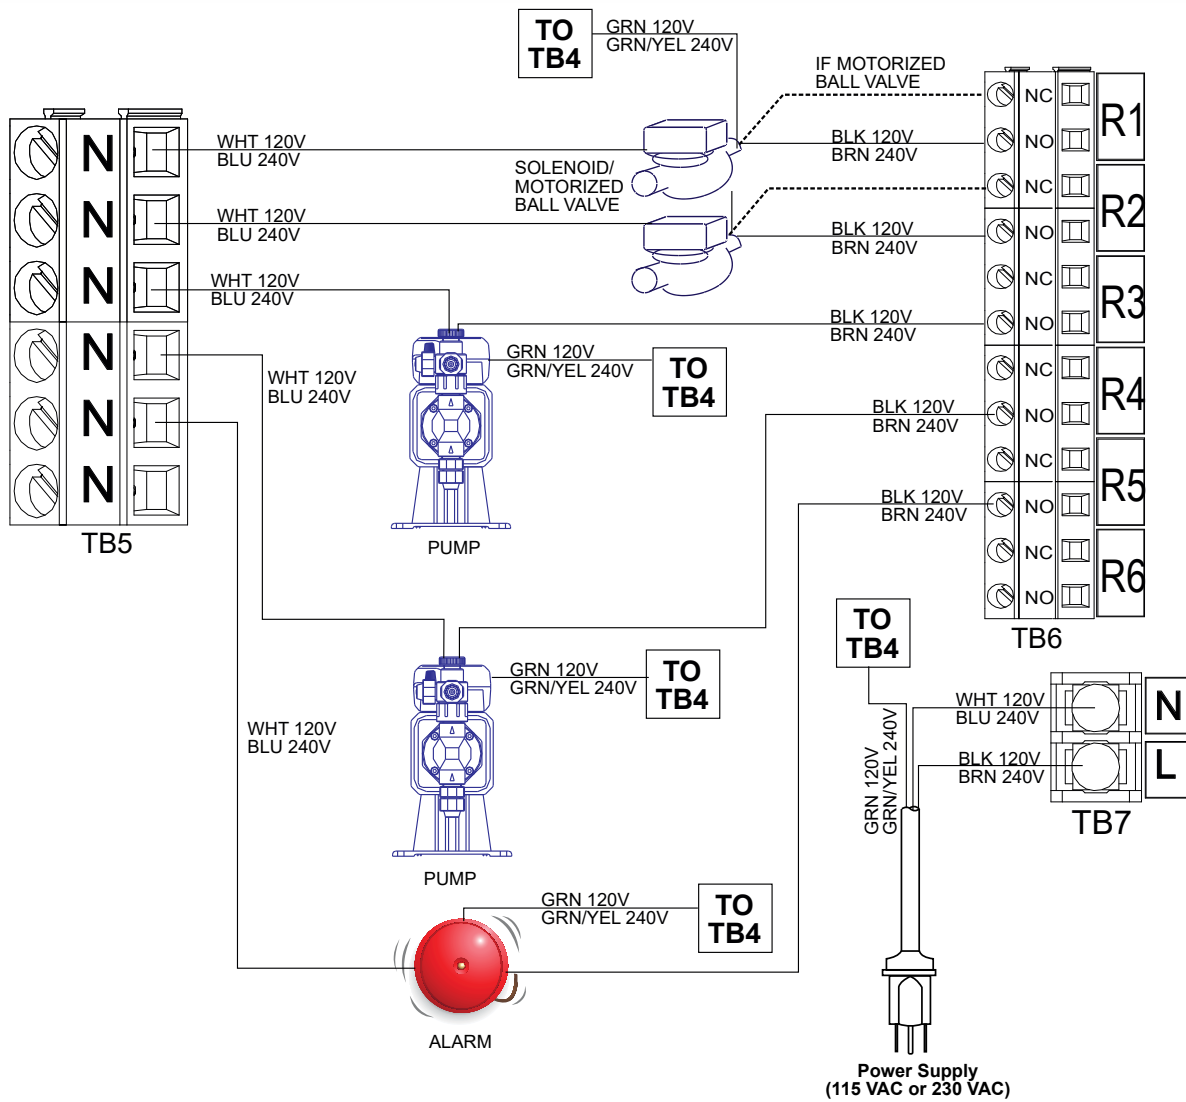 TO
TB4
GRN 120V
GRN/YEL 240V
IF MOTORIZED
BALL VALVE
N
N
N
N
N
N
TB5
WHT 120V
BLU 240V
WHT 120V
BLU 240V
WHT 120V
BLU 240V
WHT 120V
BLU 240V
WHT 120V
BLU 240V
SOLENOID/
MOTORIZED
BALL VALVE
BLK 120V
BRN 240V
BLK 120V
BRN 240V
BLK 120V
BRN 240V
BLK 120V
BRN 240V
BLK 120V
BRN 240V
NC
NO
NC
NO
NC
NO
NC
NO
NC
NO
NC
NO
R1
R2
R3
R4
R5
R6
TB6
GRN 120V
GRN/YEL 240V
TO
TB4
PUMP
GRN 120V
GRN/YEL 240V
TO
TB4
PUMP
GRN 120V
GRN/YEL 240V
TO
TB4
ALARM
TO
TB4
GRN 120V
GRN/YEL 240V
WHT 120V
BLU 240V
BLK 120V
BRN 240V
N
L
TB7
Power Supply
(115 VAC or 230 VAC)